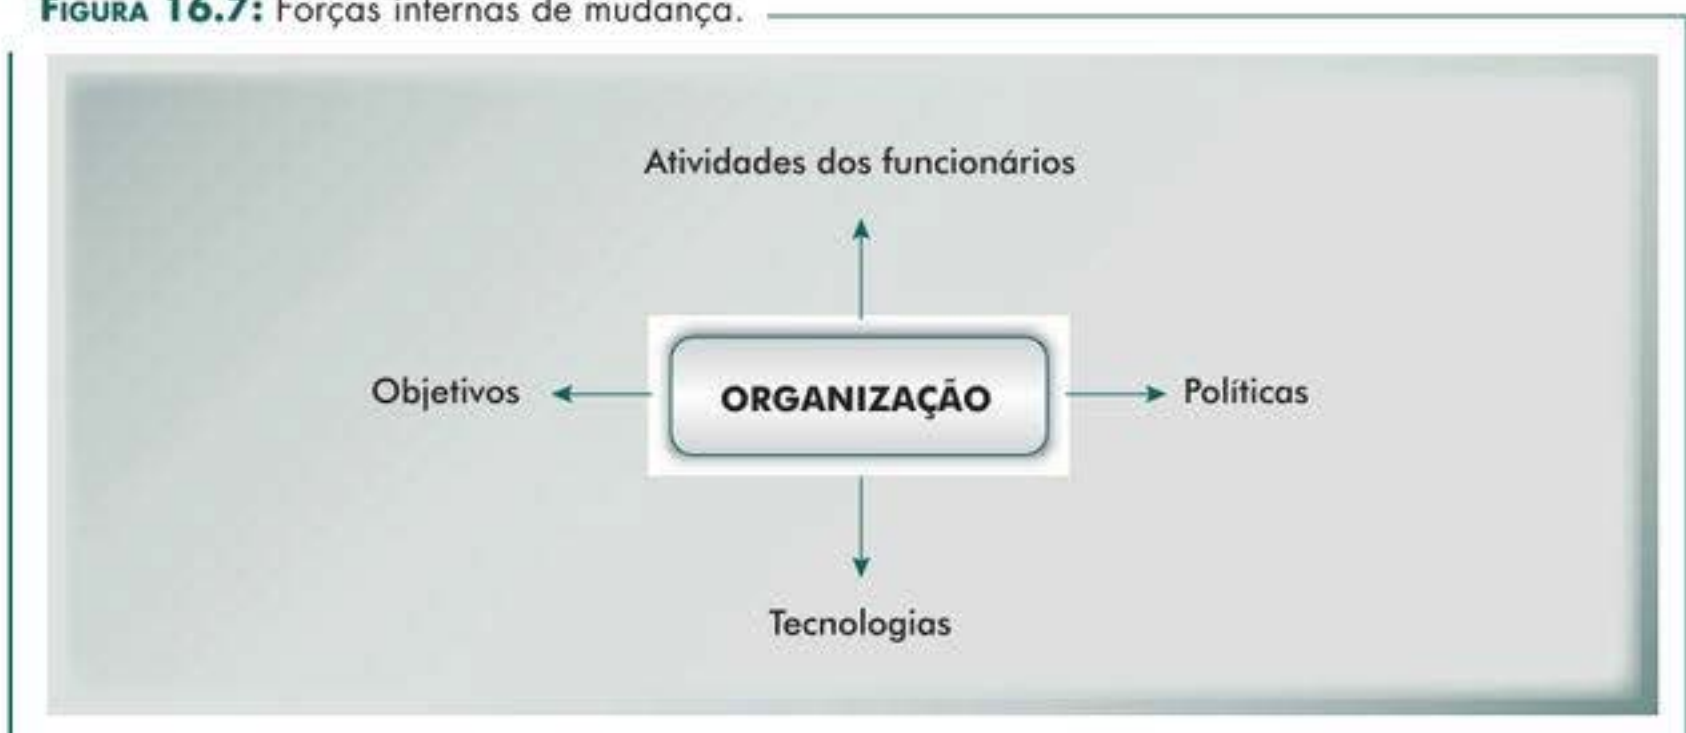 FIGURA 16.7: Forças internas de mudança.
Atividades dos funcionários
Objetivos
ORGANIZAÇÃO
Políticas
Tecnologias